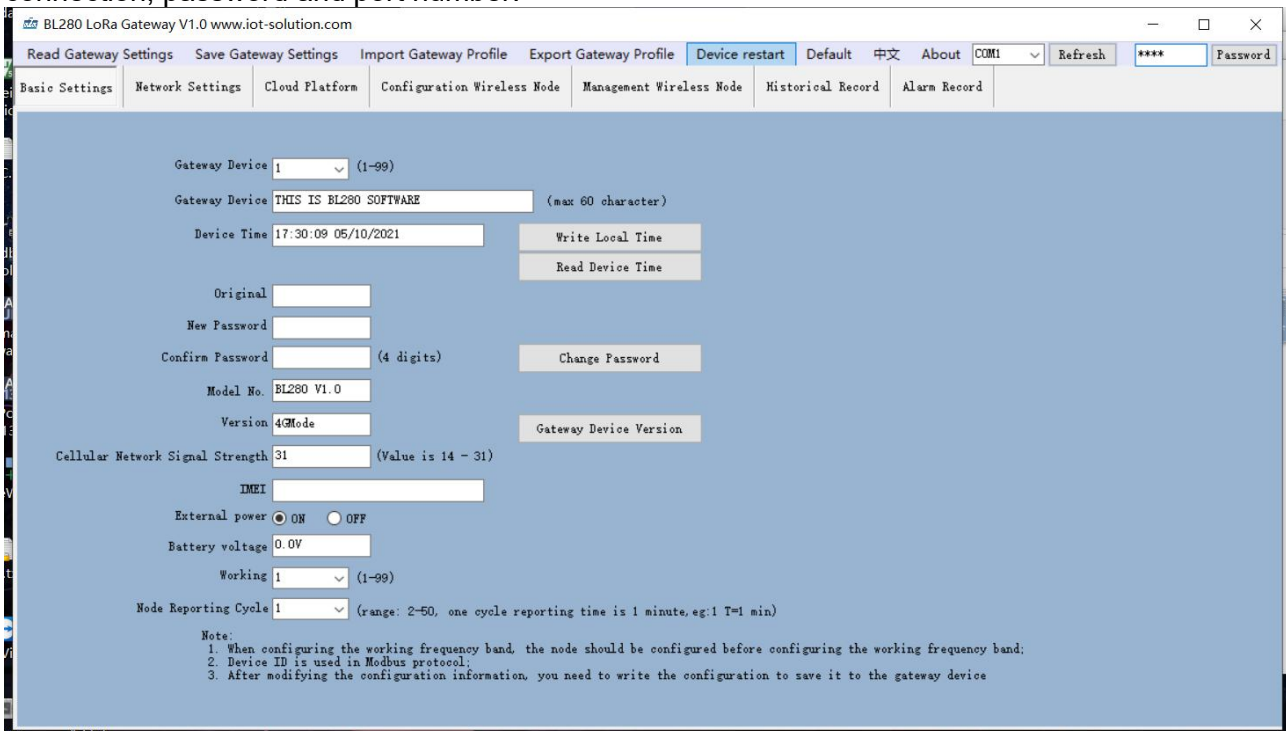 connection, password and port number.
BL280 LoRa Gateway V1.0 www.iot-solution.com
Read Gateway Settings Save Gateway Settings Import Gateway Profile Export Gateway Profile Device restart Default 中文 About COM1 Refresh **** Password
Basic Settings Network Settings Cloud Platform Configuration Wireless Node Management Wireless Node Historical Record Alarm Record
Gateway Device 1 (1-99)
Gateway Device THIS IS BL280 SOFTWARE (max 60 character)
Device Time 17:30:09 05/10/2021 Write Local Time
Read Device Time
Original
New Password
Confirm Password (4 digits) Change Password
Model No. BL280 V1.0
Version 4GMode Gateway Device Version
Cellular Network Signal Strength 31 (Value is 14 - 31)
IMEI
External power ON OFF
Battery voltage 0.0V
Working 1 (1-99)
Node Reporting Cycle 1 (range: 2-50, one cycle reporting time is 1 minute,eg:1 T=1 min)
Note:
1. When configuring the working frequency band, the node should be configured before configuring the working frequency band;
2. Device ID is used in Modbus protocol;
3. After modifying the configuration information, you need to write the configuration to save it to the gateway device